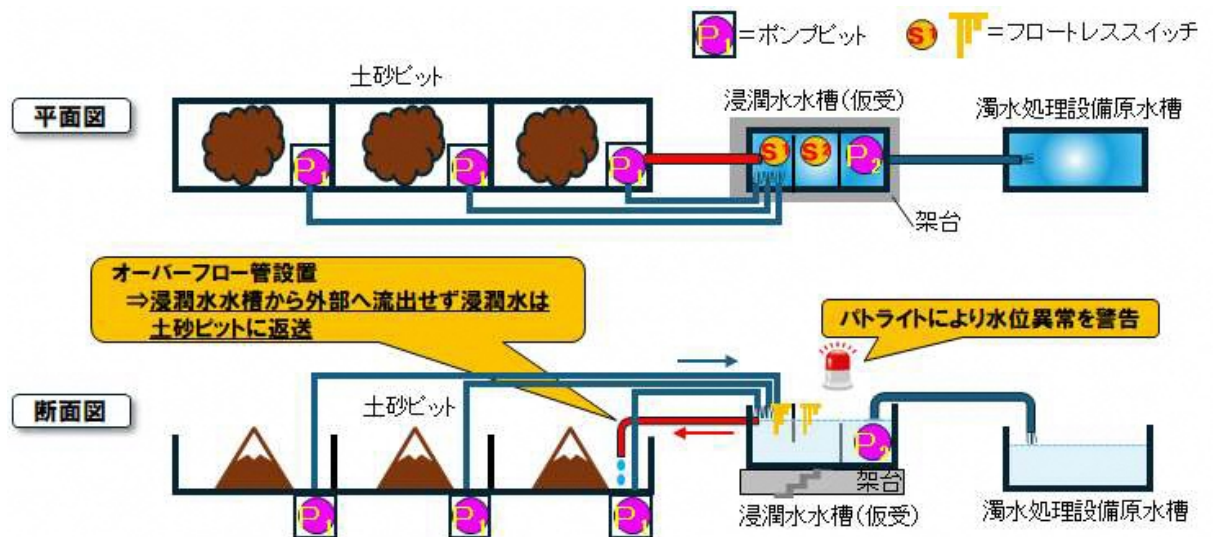 P1=ポンプピット
S1=フロートレススイッチ
土砂ピット
平面図
浸潤水水槽(仮受)
濁水処理設備原水槽
P1
P1
P1
S1
S2
P2
架台
オーバーフロー管設置
⇒浸潤水水槽から外部へ流出せず浸潤水は
土砂ピットに返送
パトライトにより水位異常を警告
断面図
土砂ピット
P1
P1
P1
P2
架台
浸潤水水槽(仮受)
濁水処理設備原水槽